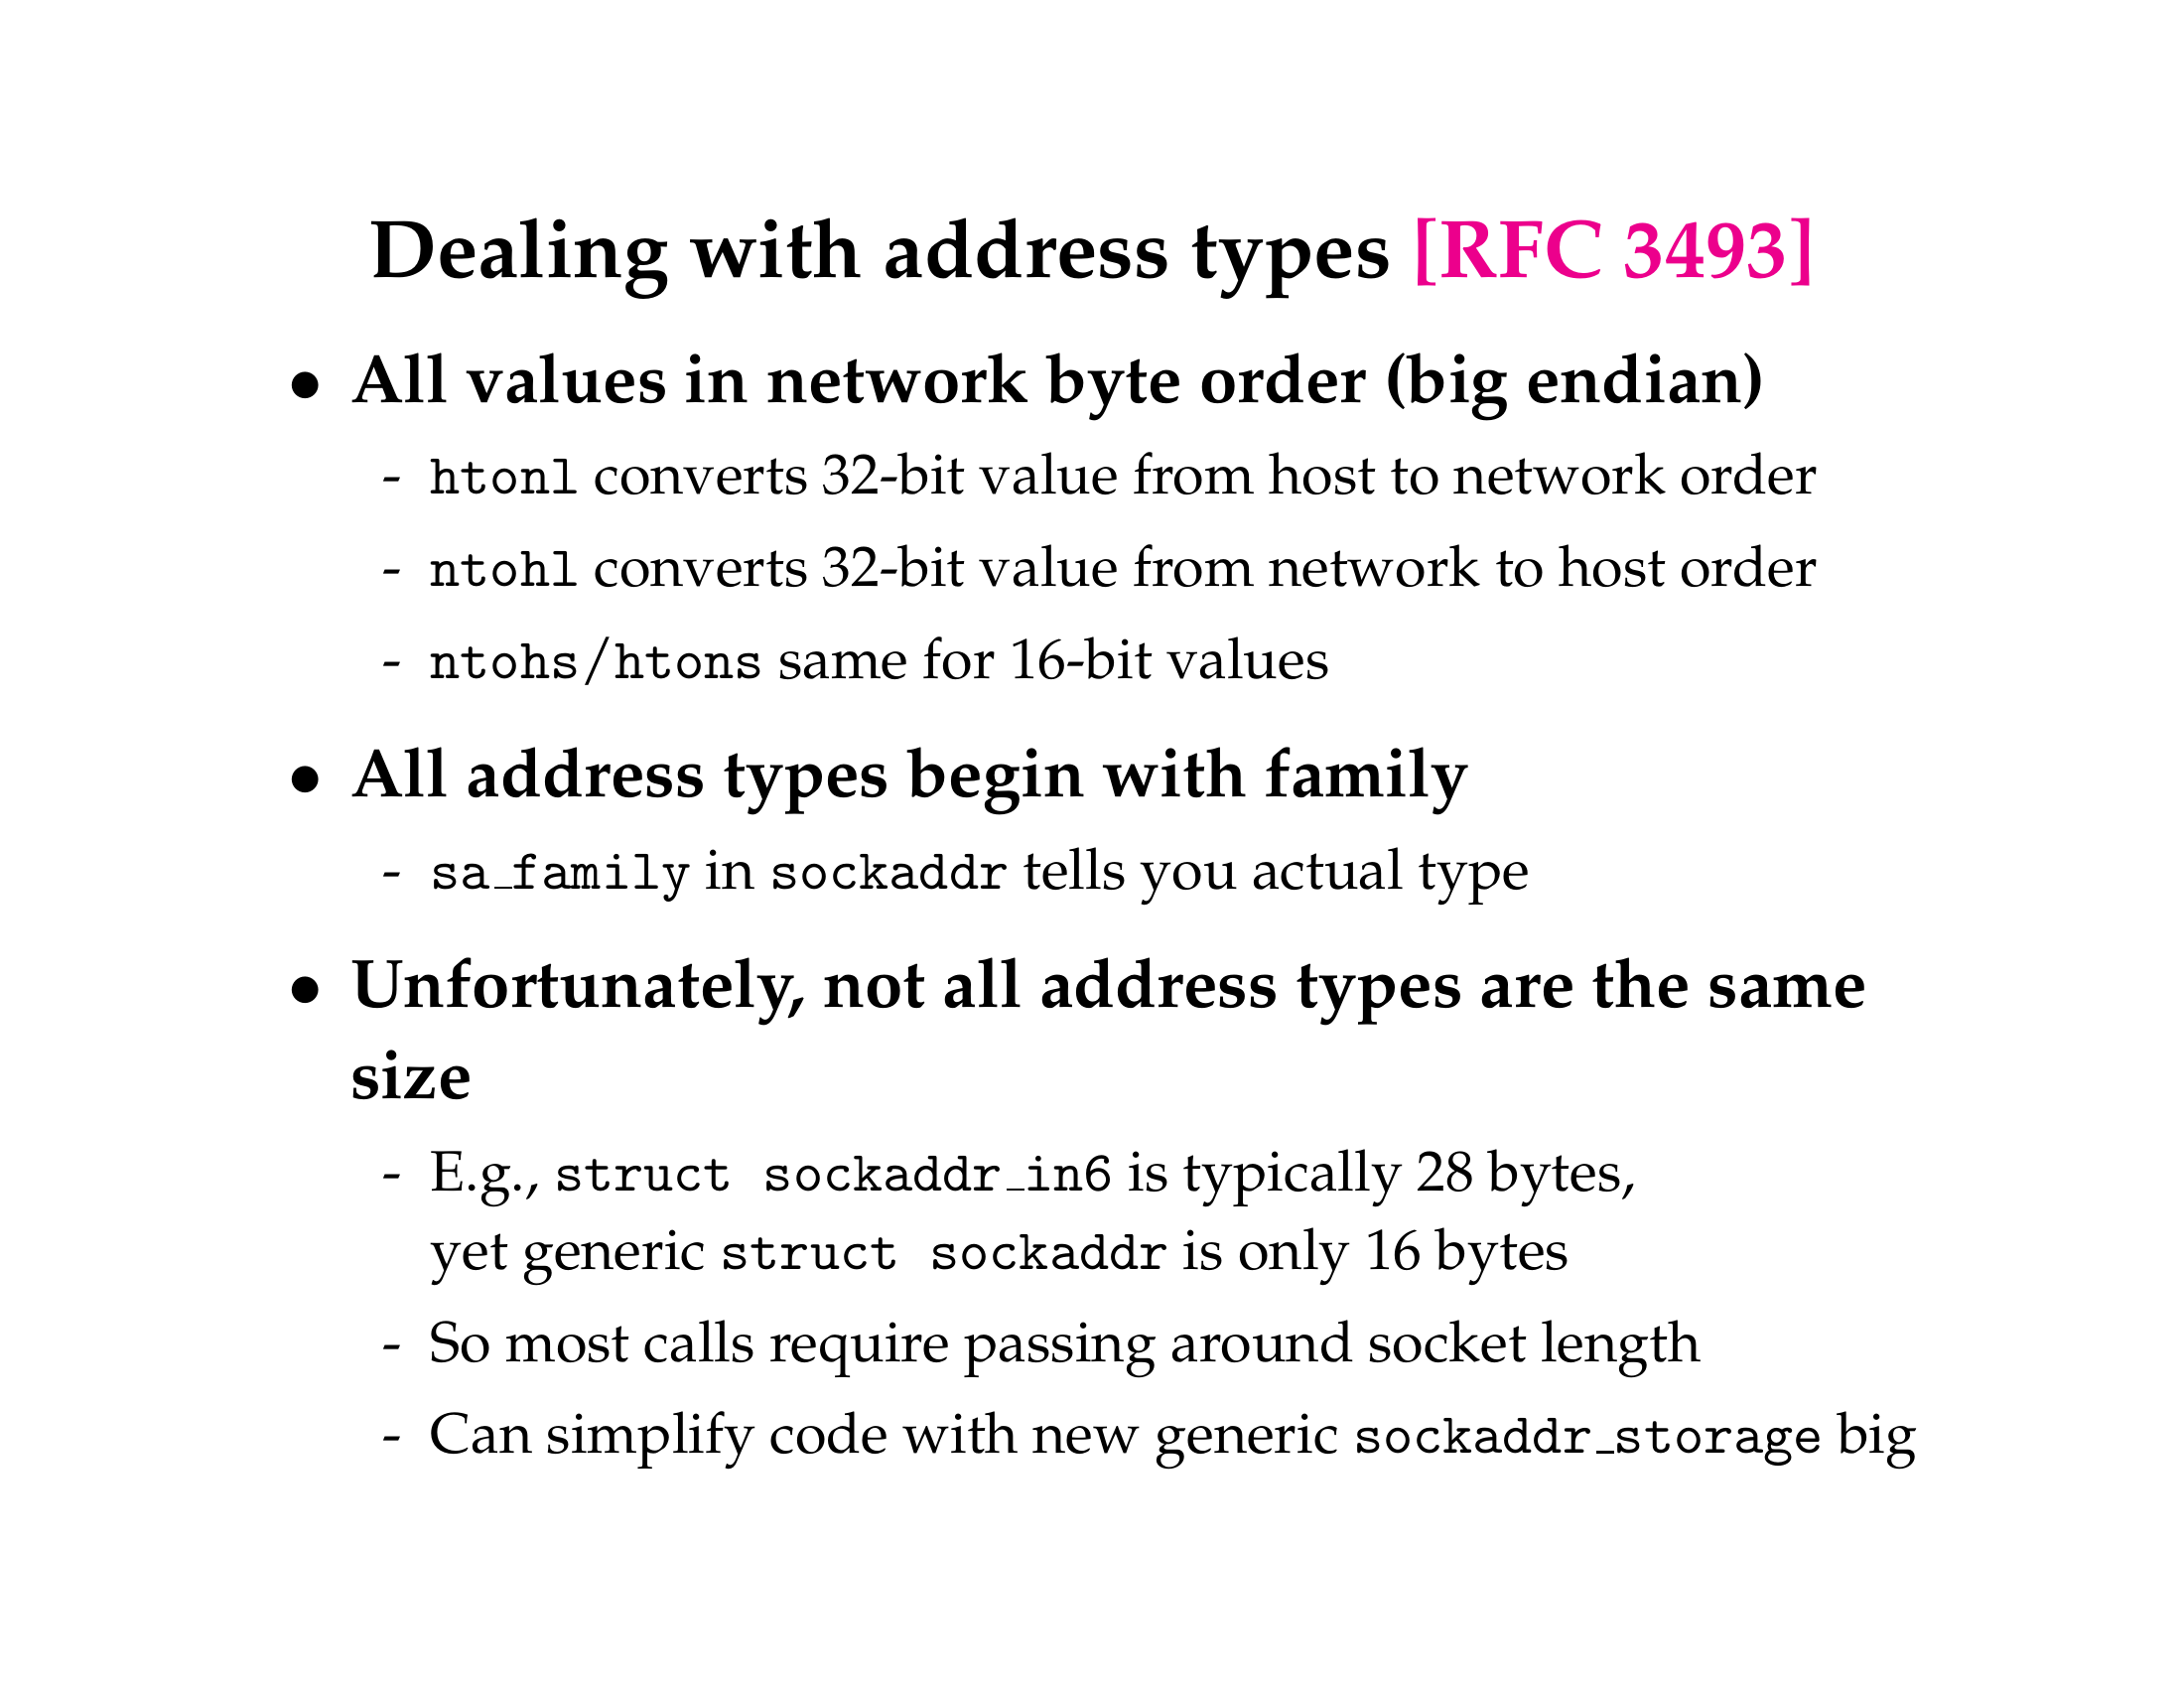 Dealing with address types [RFC 3493]
• All values in network byte order (big endian)
- htonl converts 32-bit value from host to network order
- ntohl converts 32-bit value from network to host order
- ntohs/htons same for 16-bit values
• All address types begin with family
- sa_family in sockaddr tells you actual type
• Unfortunately, not all address types are the same
size
- E.g., struct sockaddr_in6 is typically 28 bytes,
yet generic struct sockaddr is only 16 bytes
- So most calls require passing around socket length
- Can simplify code with new generic sockaddr_storage big